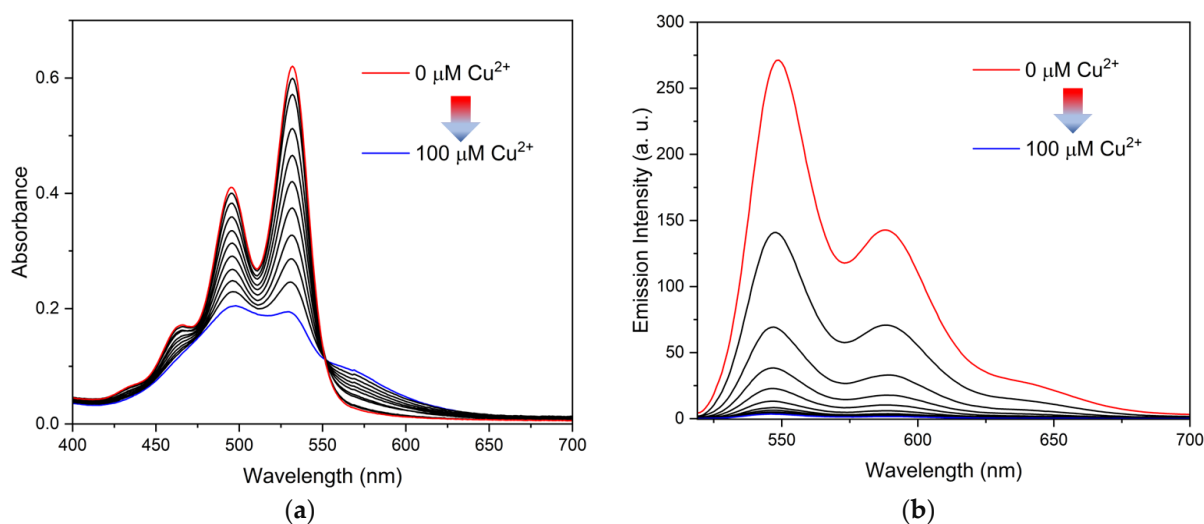 0 μM Cu²⁺
100 μM Cu²⁺
Absorbance
0.6
0.4
0.2
0.0
400 450 500 550 600 650 700
Wavelength (nm)
(a)
0 μM Cu²⁺
100 μM Cu²⁺
Emission Intensity (a. u.)
300
250
200
150
100
50
0
550 600 650 700
Wavelength (nm)
(b)